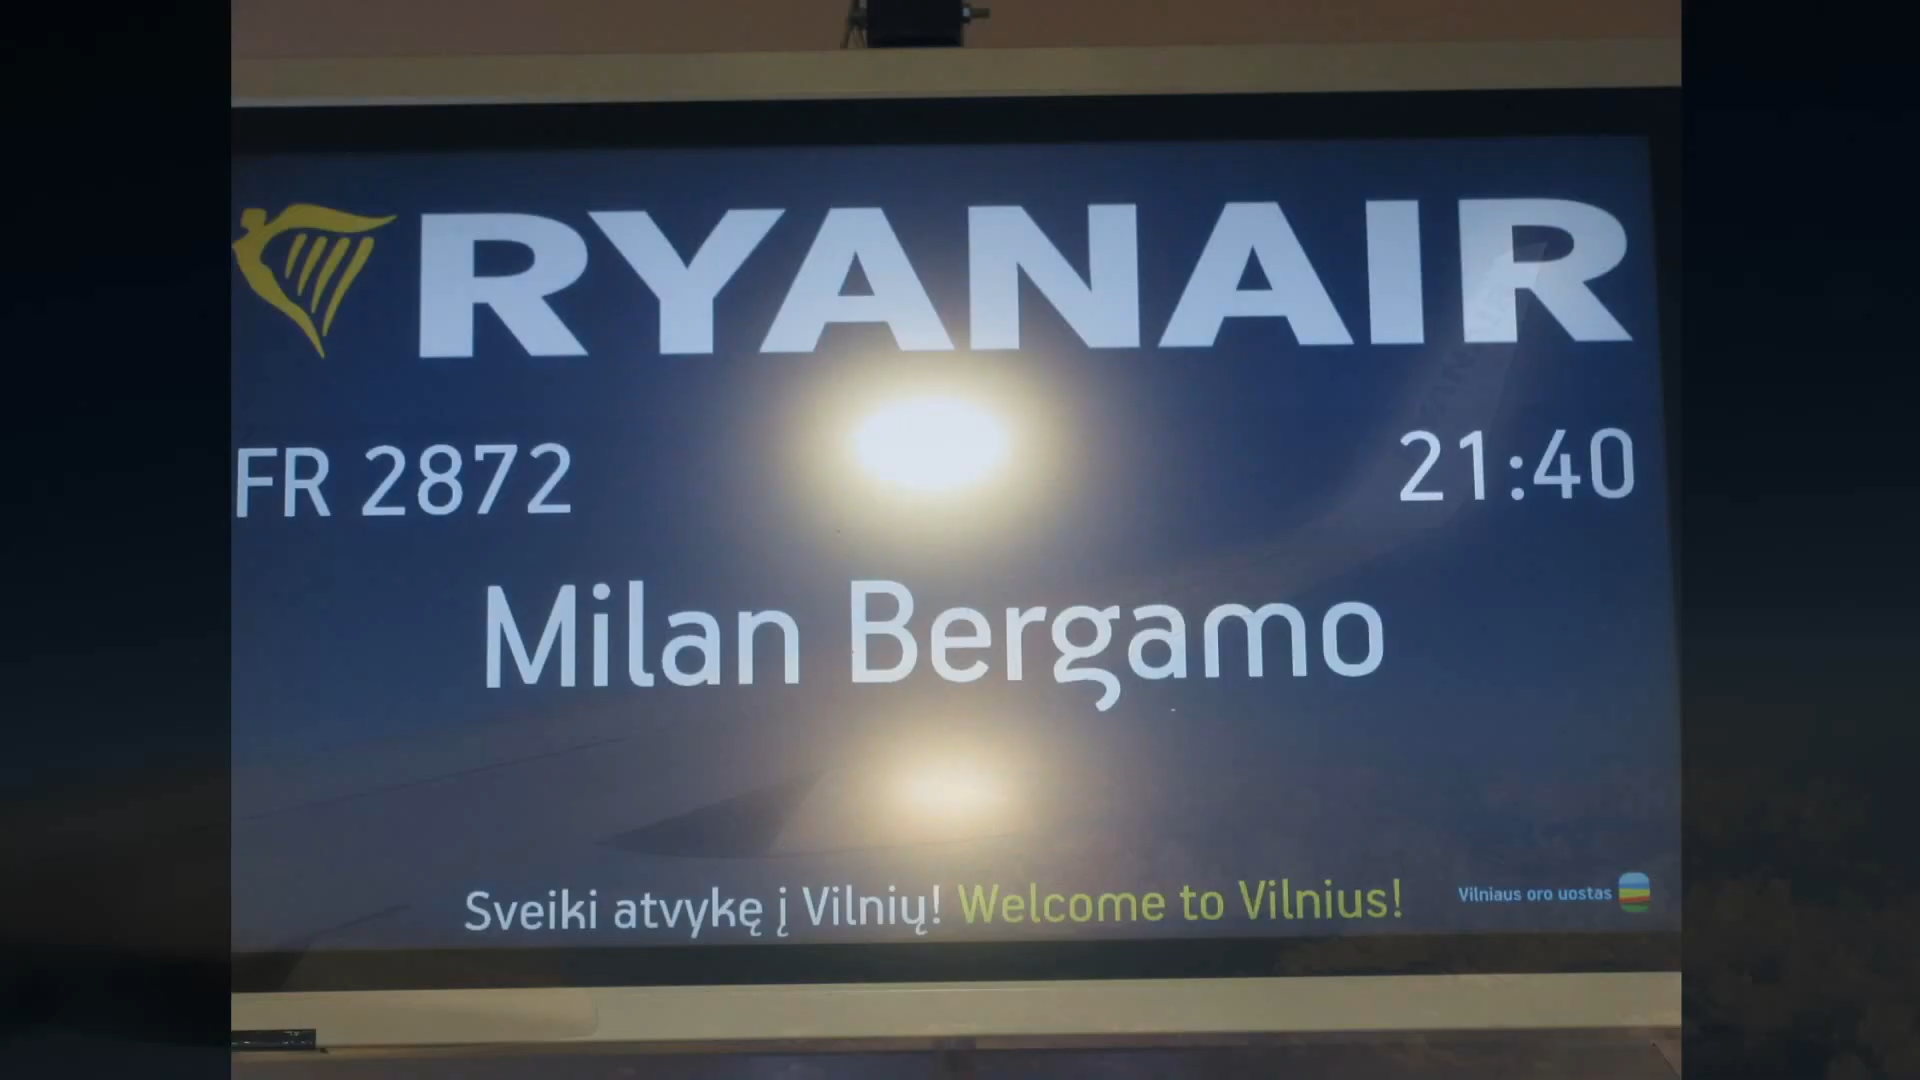 RYANAIR
FR 2872
21:40
Milan Bergamo
Sveiki atvykę į Vilnių! Welcome to Vilnius!
Vilniaus oro uostas